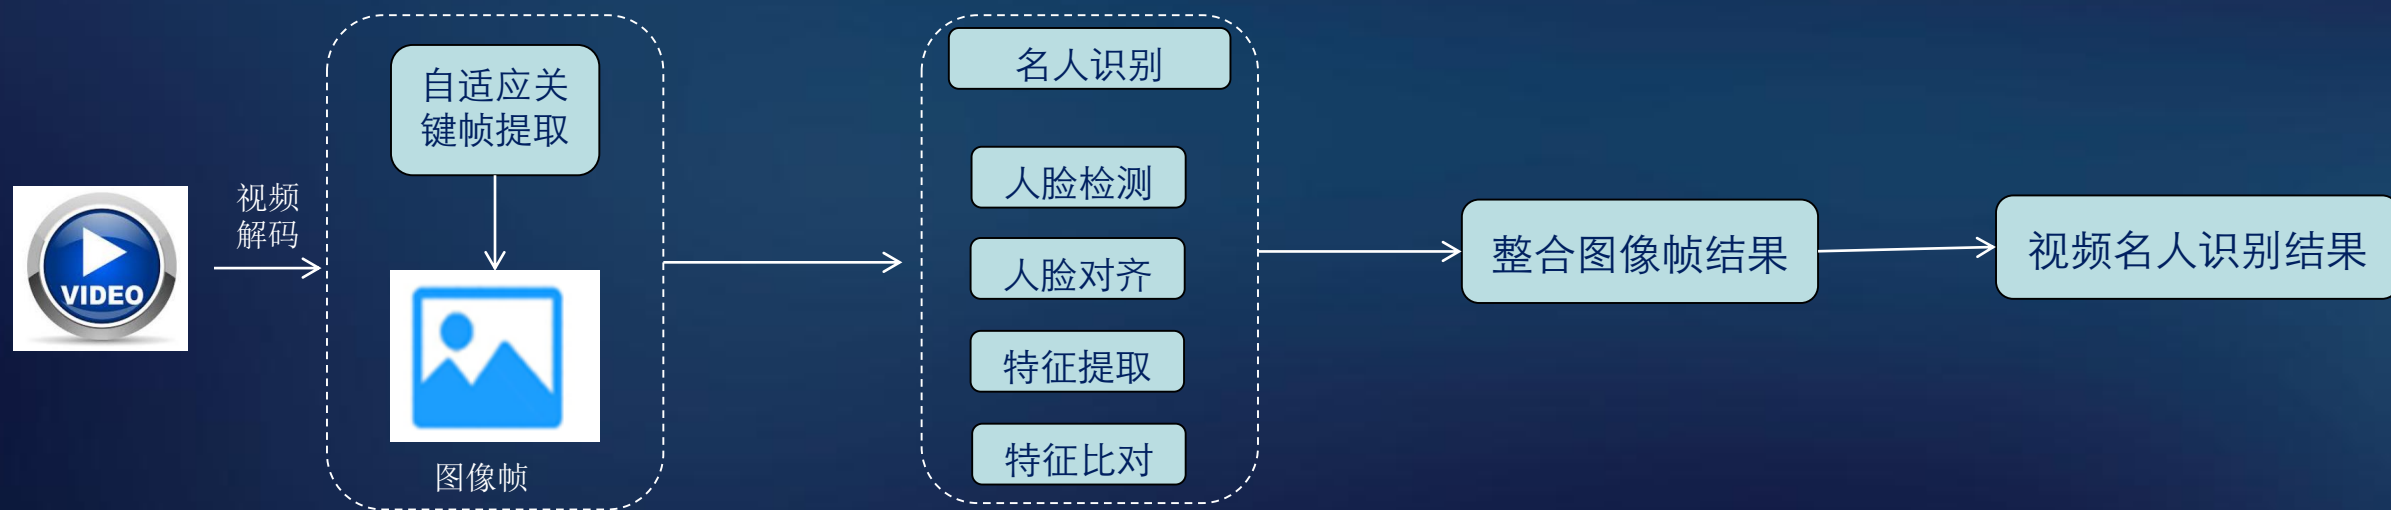 VIDEO
视频
解码
自适应关
键帧提取
图像帧
名人识别
人脸检测
人脸对齐
特征提取
特征比对
整合图像帧结果
视频名人识别结果